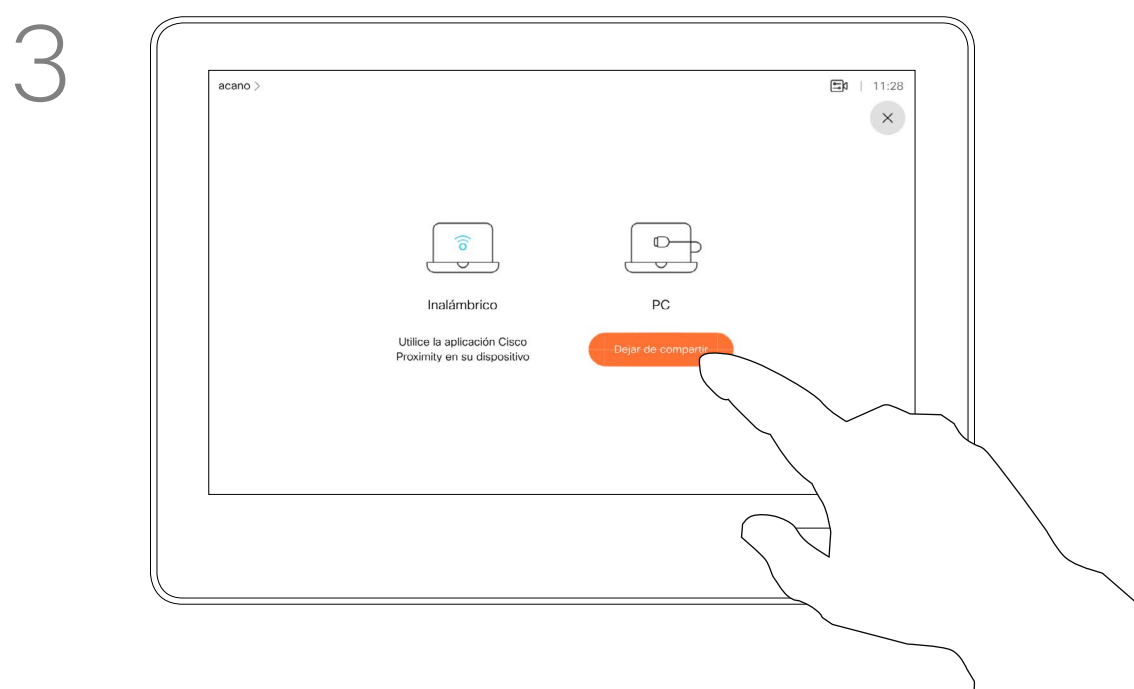 3
acano >
| 11:28
Inalámbrico
PC
Utilice la aplicación Cisco
Proximity en su dispositivo
Dejar de compartir